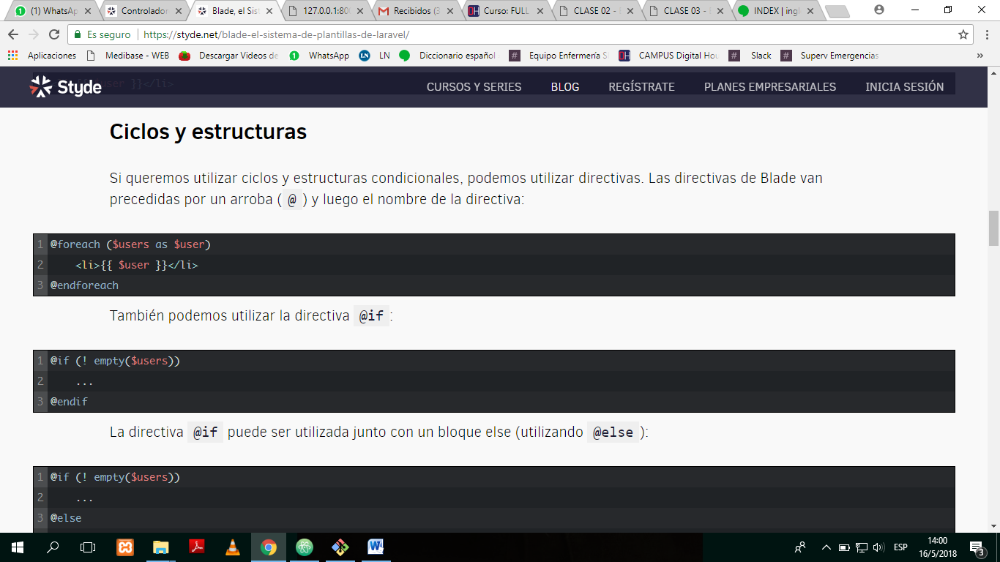 (1) WhatsAp
Controlador
Blade, el Sis
127.0.0.1:80
Recibidos (3
Curso: FULL
CLASE 02 -
CLASE 03 -
INDEX | ingl
Es seguro | https://styde.net/blade-el-sistema-de-plantillas-de-laravel/
Aplicaciones
Medibase - WEB
Descargar Videos de
WhatsApp
LN
LN
Diccionario español
#
Equipo Enfermería S
DH
CAMPUS Digital Hou
#
Slack
#
Superv Emergencias
»
user }}</li>
Styde
CURSOS Y SERIES
BLOG
REGÍSTRATE
PLANES EMPRESARIALES
INICIA SESIÓN
Ciclos y estructuras
Si queremos utilizar ciclos y estructuras condicionales, podemos utilizar directivas. Las directivas de Blade van
precedidas por un arroba ( @ ) y luego el nombre de la directiva:
1 @foreach ($users as $user)
2     <li>{{ $user }}</li>
3 @endforeach
También podemos utilizar la directiva @if :
1 @if (! empty($users))
2     ...
3 @endif
La directiva @if puede ser utilizada junto con un bloque else (utilizando @else ):
1 @if (! empty($users))
2     ...
3 @else
ESP
14:00
16/5/2018
3